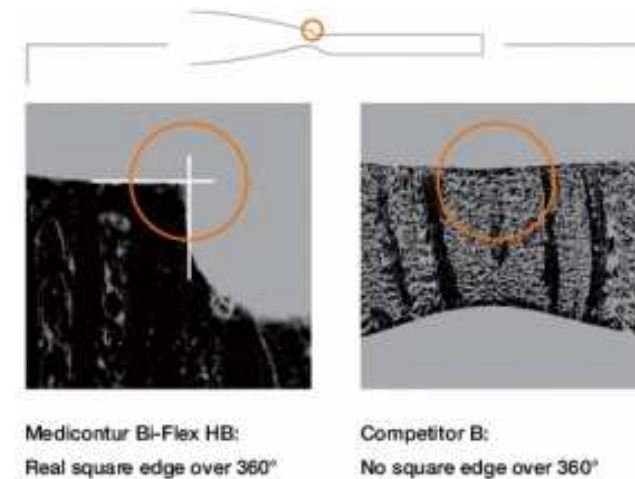 Medicontur Bi-Flex HB:
Real square edge over 360°
Competitor B:
No square edge over 360°